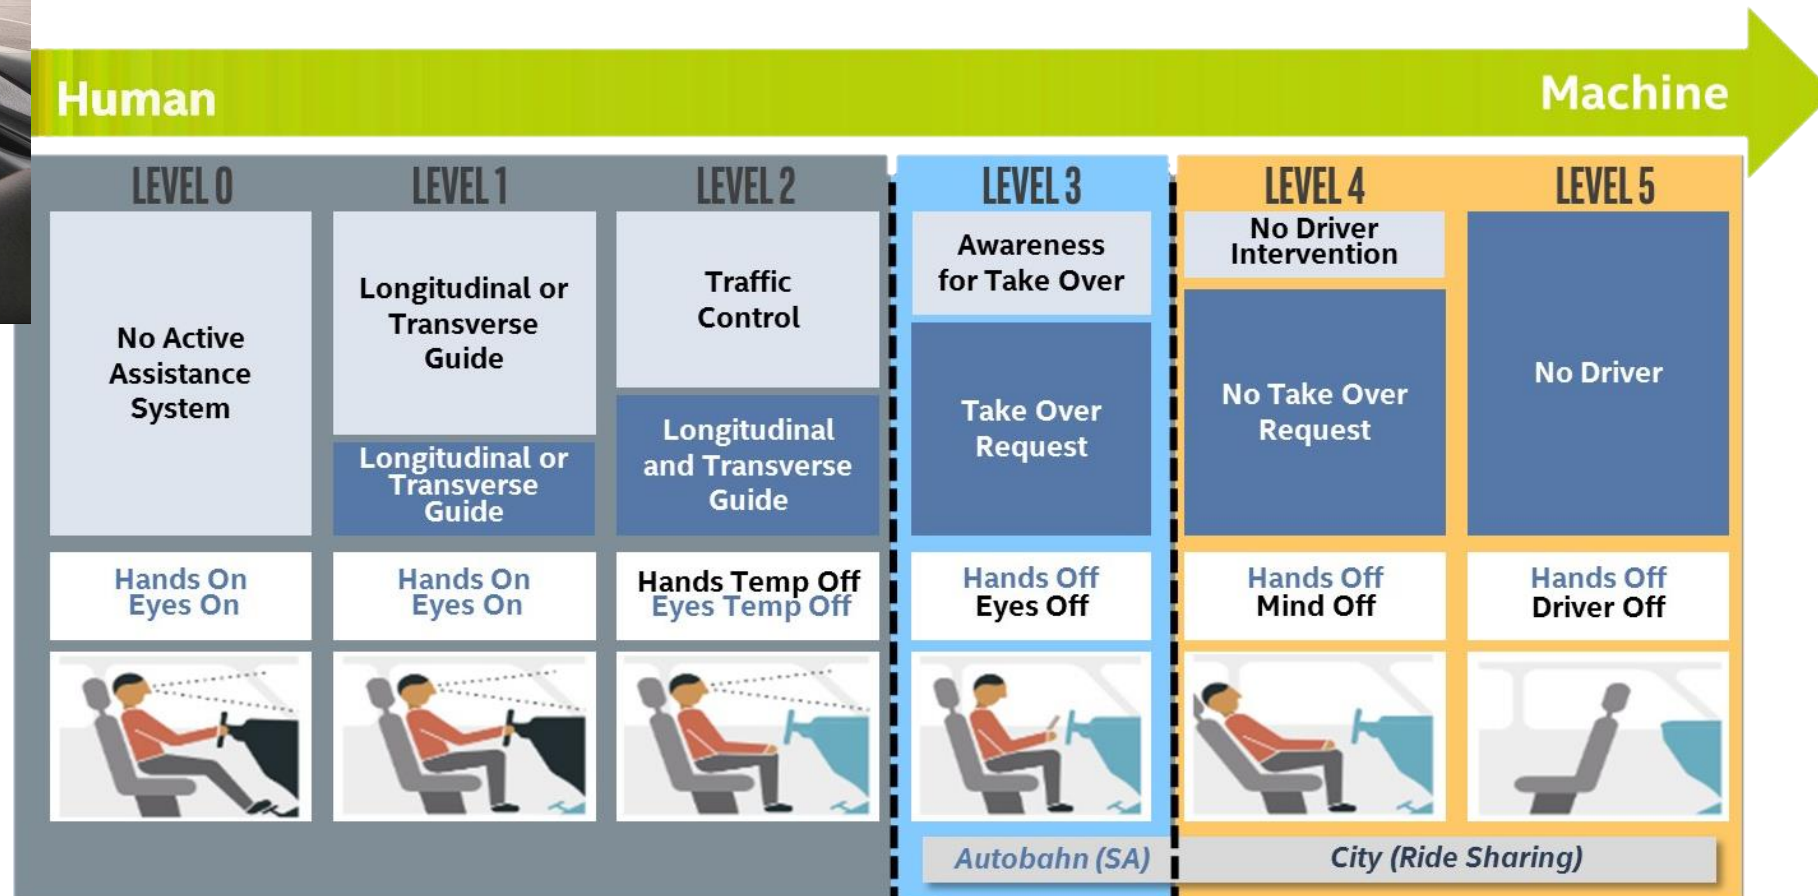 Human
Machine
LEVEL 0
LEVEL 1
LEVEL 2
LEVEL 3
LEVEL 4
LEVEL 5
No Active
Assistance
System
Longitudinal or
Transverse
Guide
Longitudinal or
Transverse
Guide
Traffic
Control
Longitudinal
and Transverse
Guide
Awareness
for Take Over
Take Over
Request
No Driver
Intervention
No Take Over
Request
No Driver
Hands On
Eyes On
Hands On
Eyes On
Hands Temp Off
Eyes Temp Off
Hands Off
Eyes Off
Hands Off
Mind Off
Hands Off
Driver Off
Autobahn (SA)
City (Ride Sharing)